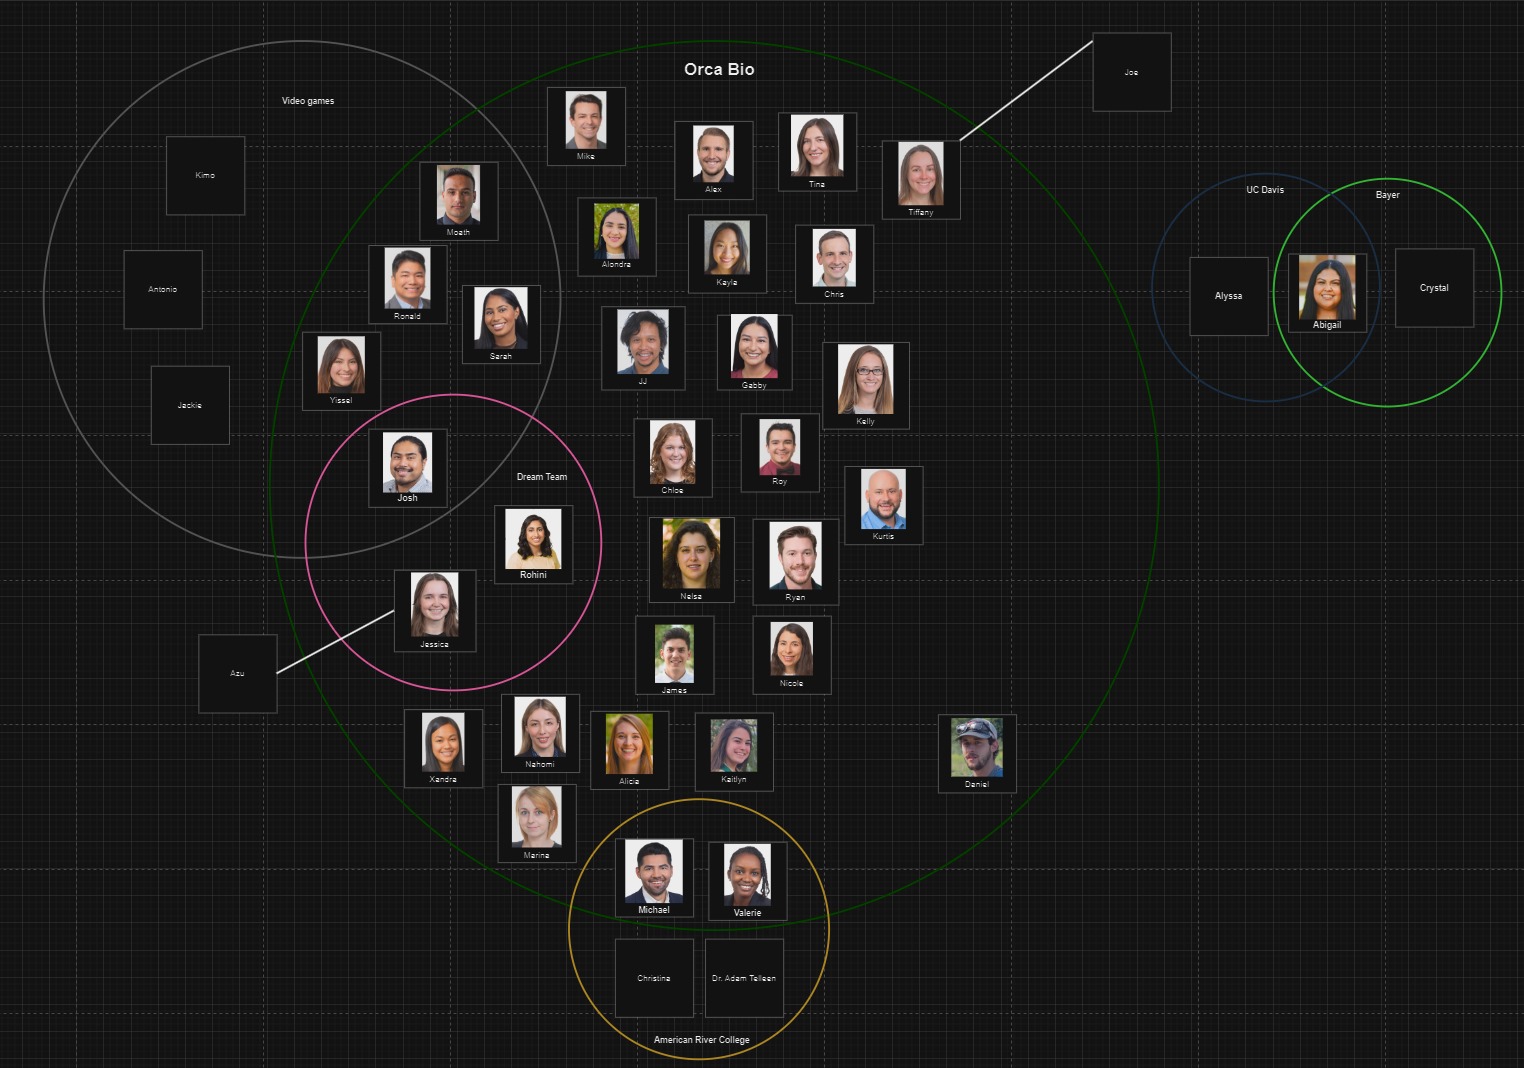 Orca Bio
Joe
Video games
Mike
Alex
Tina
Tiffany
Kimo
Moath
UC Davis
Bayer
Alondra
Kayla
Chris
Antonio
Ronald
Sarah
Alyssa
Abigail
Crystal
JJ
Gabby
Kelly
Yissel
Jackie
Josh
Dream Team
Chloe
Roy
Kurtis
Rohini
Nelsa
Ryan
Jessica
Azu
James
Nicole
Xandra
Nahomi
Alicia
Kaitlyn
Daniel
Marina
Michael
Valerie
Christina
Dr. Adam Telleen
American River College